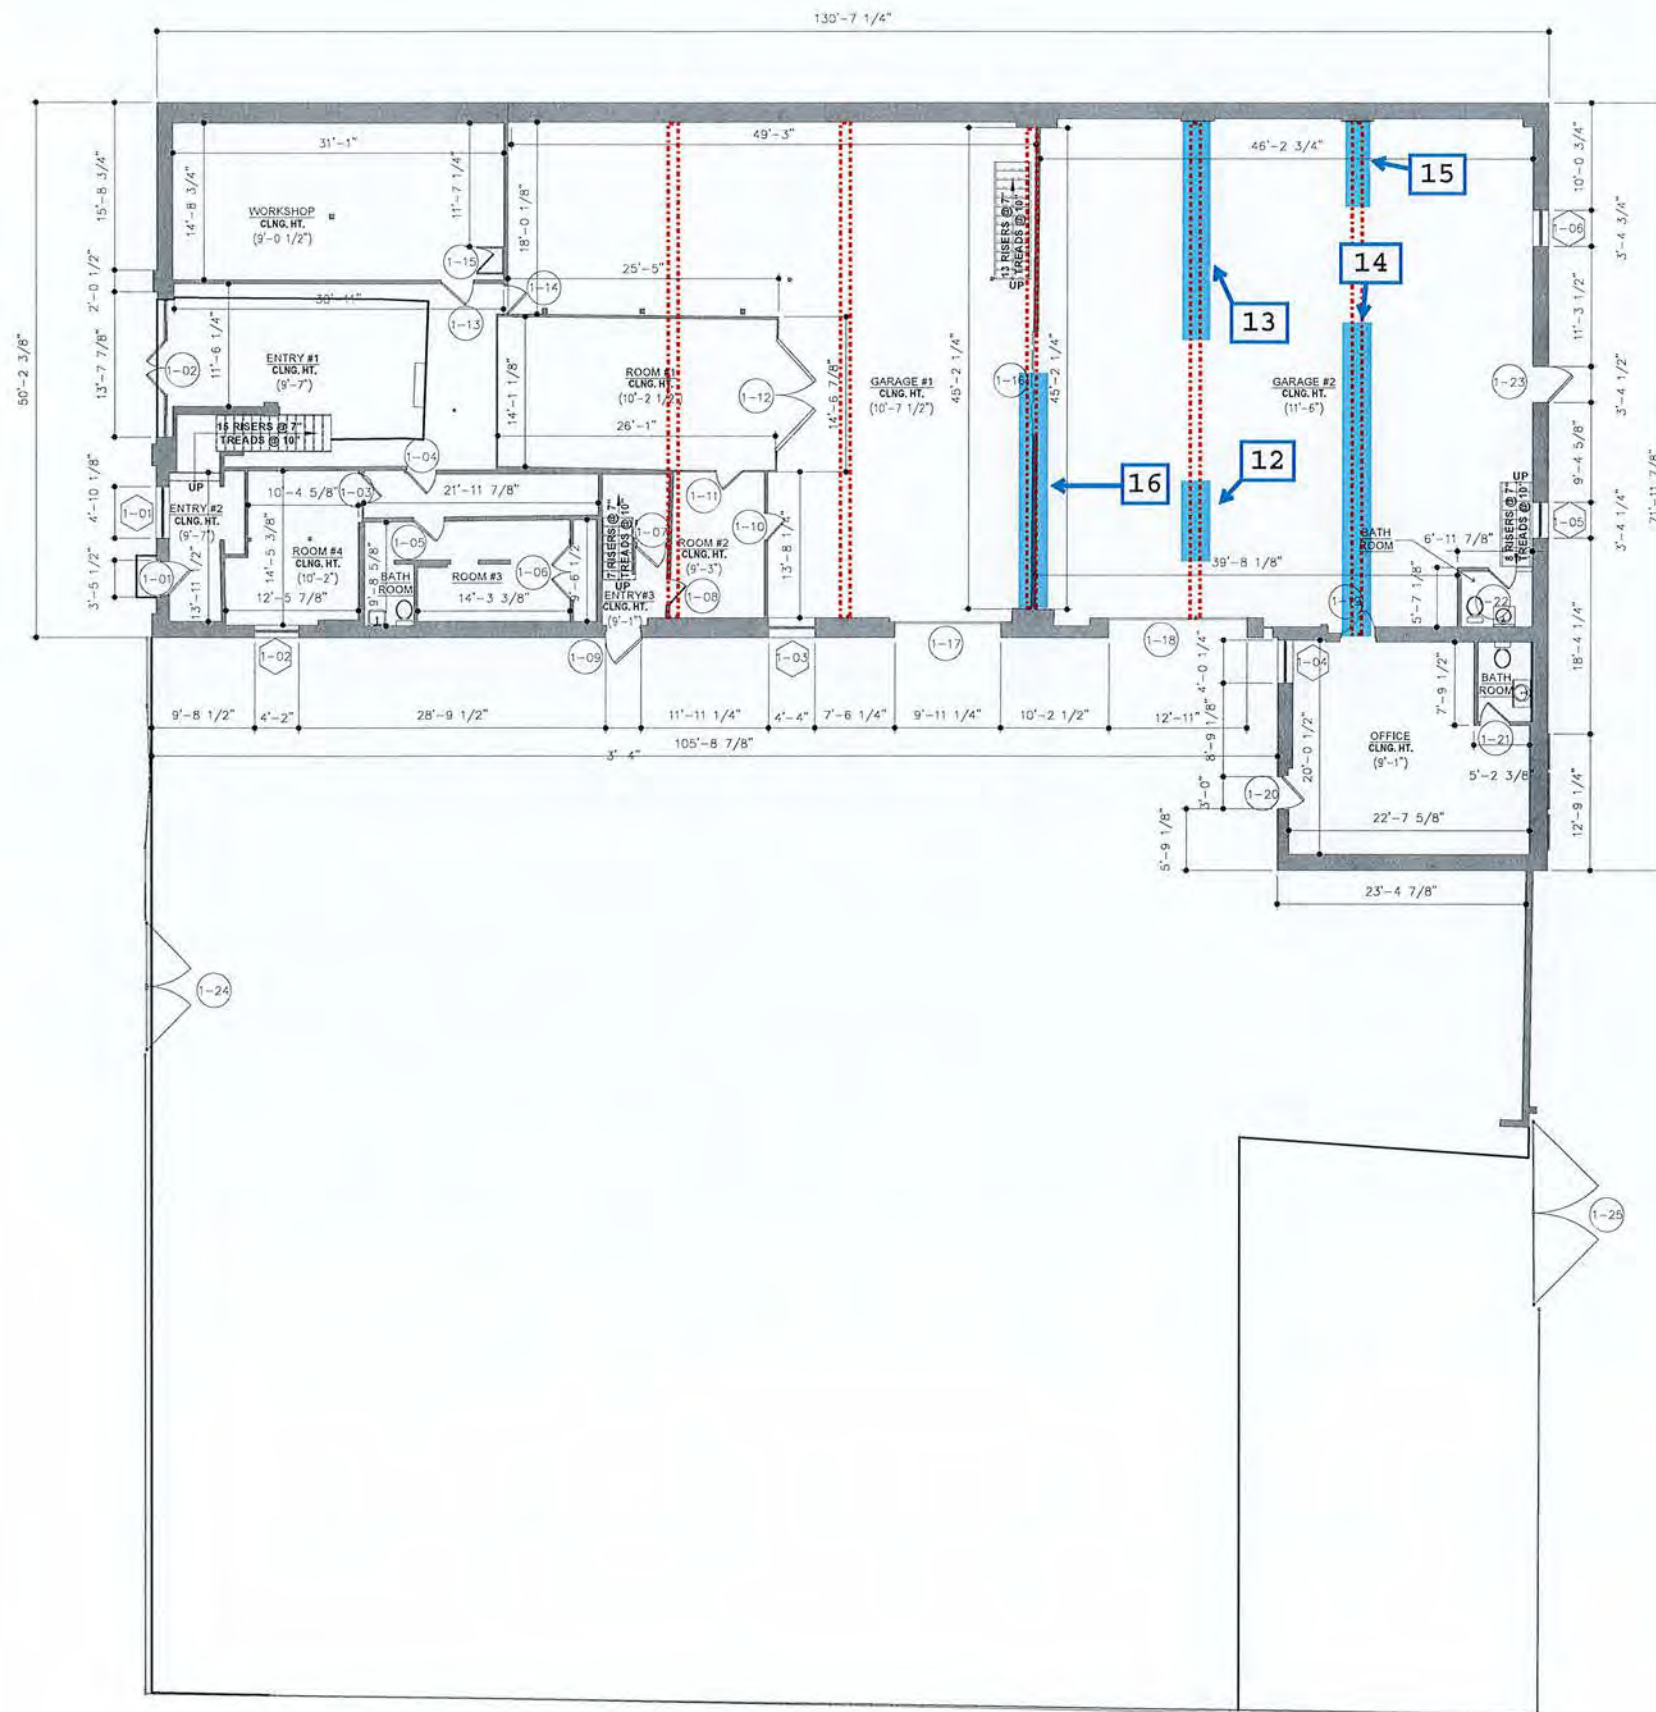 130'-7 1/4"
49'-3"
31'-1"
46'-2 3/4"
15
10'-0 3/4"
15'-8 3/4"
14'-8 3/4"
11'-7 1/4"
18'-0 1/8"
13 RISERS @ 7"
TREADS @ 10"
UP
WORKSHOP
CLNG. HT.
(9'-0 1/2")
1-06
3'-4 3/4"
1-15
14
25'-5"
1-14
2'-0 1/2"
30'-11"
1-13
13
11'-3 1/2"
50'-2 3/8"
13'-7 7/8"
1-02
11'-6 1/4"
ENTRY #1
CLNG. HT.
(9'-7")
14'-1 1/8"
ROOM #1
CLNG. HT.
(10'-2 1/2")
1-12
14'-6 7/8"
GARAGE #1
CLNG. HT.
(10'-7 1/2")
45'-2 1/4"
1-16
45'-2 1/4"
GARAGE #2
CLNG. HT.
(11'-6")
1-23
3'-4 1/2"
15 RISERS @ 7"
TREADS @ 10"
26'-1"
1-04
12
16
9'-4 5/8"
UP
10'-4 5/8"
1-03
21'-11 7/8"
1-11
UP
8 RISERS @ 7"
TREADS @ 10"
71'-11 7/8"
4'-10 1/8"
1-01
ENTRY #2
CLNG. HT.
(9'-7")
14'-5 3/8"
ROOM #4
CLNG. HT.
(10'-2")
12'-5 7/8"
1-05
9'-8 5/8"
BATH
ROOM
ROOM #3
14'-3 3/8"
1-06
9'-6 1/2"
7 RISERS @ 7"
TREADS @ 10"
UP
1-07
ROOM #2
CLNG. HT.
(9'-3")
1-10
13'-8 1/4"
1-05
3'-4 1/4"
BATH
ROOM
6'-11 7/8"
39'-8 1/8"
3'-5 1/2"
1-01
13'-11 1/2"
ENTRY#3
CLNG. HT.
(9'-1")
1-08
5'-7 1/8"
1-22
1-02
1-09
1-03
1-17
1-18
1-04
4'-0 1/4"
7'-9 1/2"
BATH
ROOM
18'-4 1/4"
9'-8 1/2"
4'-2"
28'-9 1/2"
11'-11 1/4"
4'-4"
7'-6 1/4"
9'-11 1/4"
10'-2 1/2"
12'-11"
105'-8 7/8"
8'-9 1/8"
20'-0 1/2"
OFFICE
CLNG. HT.
(9'-1")
1-21
5'-2 3/8"
1-20
3'-0"
22'-7 5/8"
5'-9 1/8"
12'-9 1/4"
23'-4 7/8"
1-24
1-25